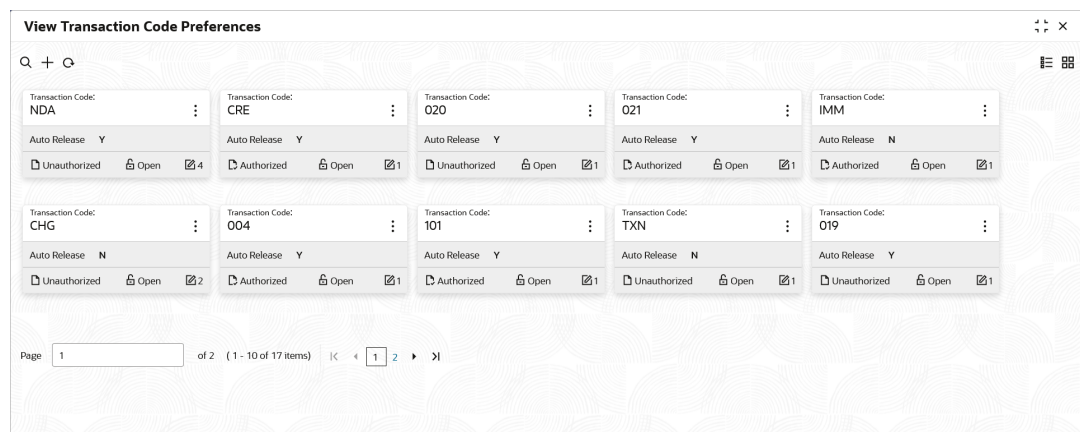 View Transaction Code Preferences
Transaction Code: Transaction Code: Transaction Code: Transaction Code: Transaction Code:
NDA CRE 020 021 IMM
Auto Release Y Auto Release Y Auto Release Y Auto Release Y Auto Release N
Unauthorized Open 4 Authorized Open 1 Unauthorized Open 1 Authorized Open 1 Authorized Open 1
Transaction Code: Transaction Code: Transaction Code: Transaction Code: Transaction Code:
CHG 004 101 TXN 019
Auto Release N Auto Release Y Auto Release Y Auto Release N Auto Release Y
Unauthorized Open 2 Authorized Open 1 Authorized Open 1 Unauthorized Open 1 Unauthorized Open 1
Page 1 of 2 (1 - 10 of 17 items) 1 2